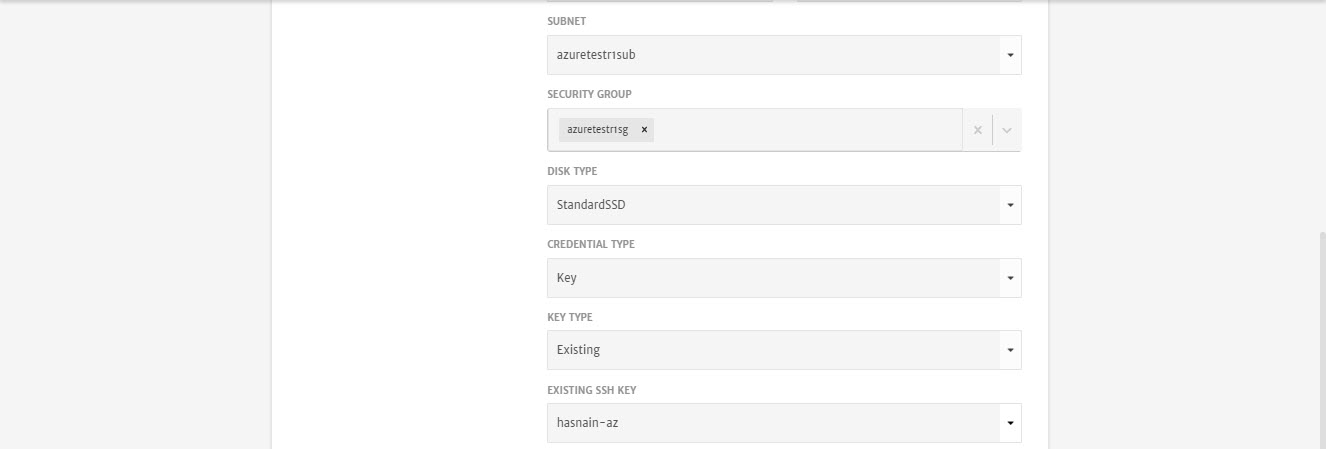 SUBNET
azuretestr1sub
SECURITY GROUP
azuretestr1sg
DISK TYPE
StandardSSD
CREDENTIAL TYPE
Key
KEY TYPE
Existing
EXISTING SSH KEY
hasnain-az